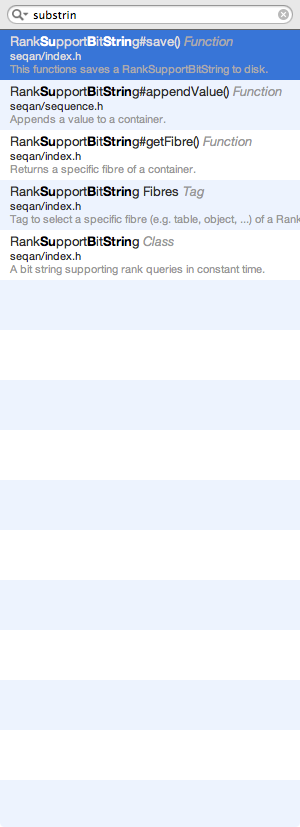 substrin
RankSupportBitString#save() Function
seqan/index.h
This functions saves a RankSupportBitString to disk.
RankSupportBitString#appendValue() Function
seqan/sequence.h
Appends a value to a container.
RankSupportBitString#getFibre() Function
seqan/index.h
Returns a specific fibre of a container.
RankSupportBitString Fibres Tag
seqan/index.h
Tag to select a specific fibre (e.g. table, object, ...) of a Rank
RankSupportBitString Class
seqan/index.h
A bit string supporting rank queries in constant time.